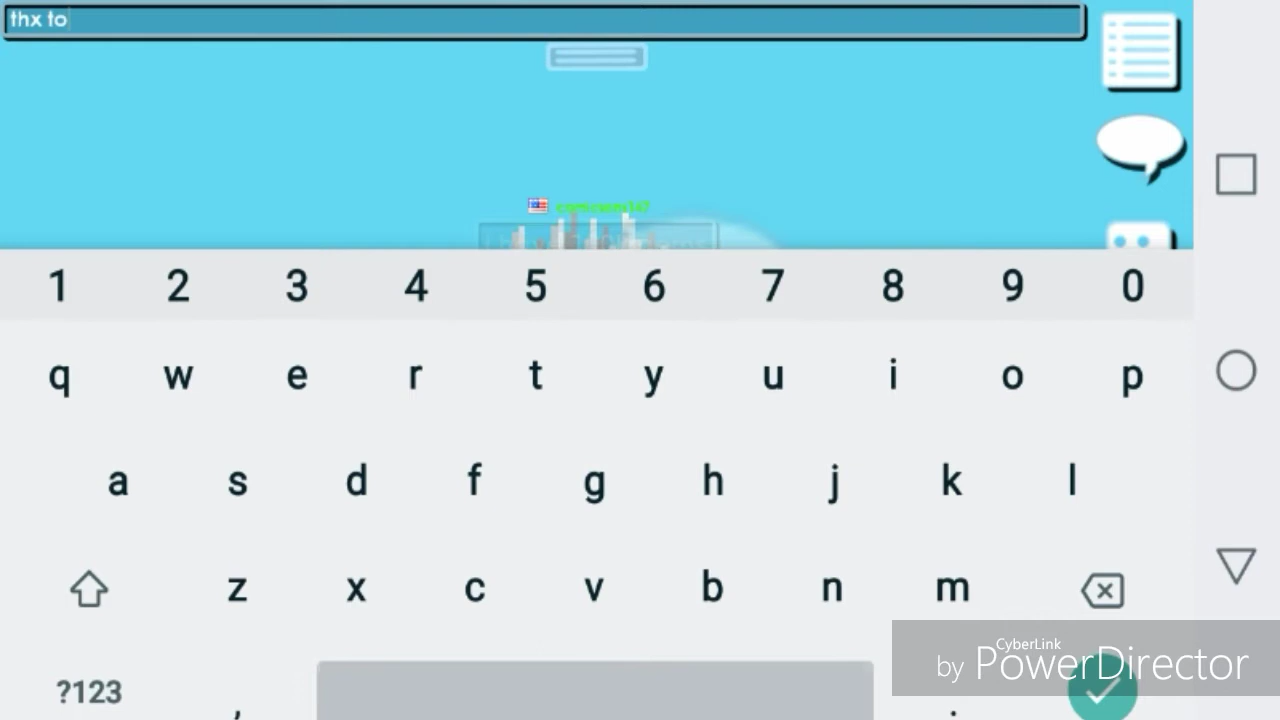 thx to
1 2 3 4 5 6 7 8 9 0
q w e r t y u i o p
a s d f g h j k l
z x c v b n m
?123 , .
CyberLink
by PowerDirector